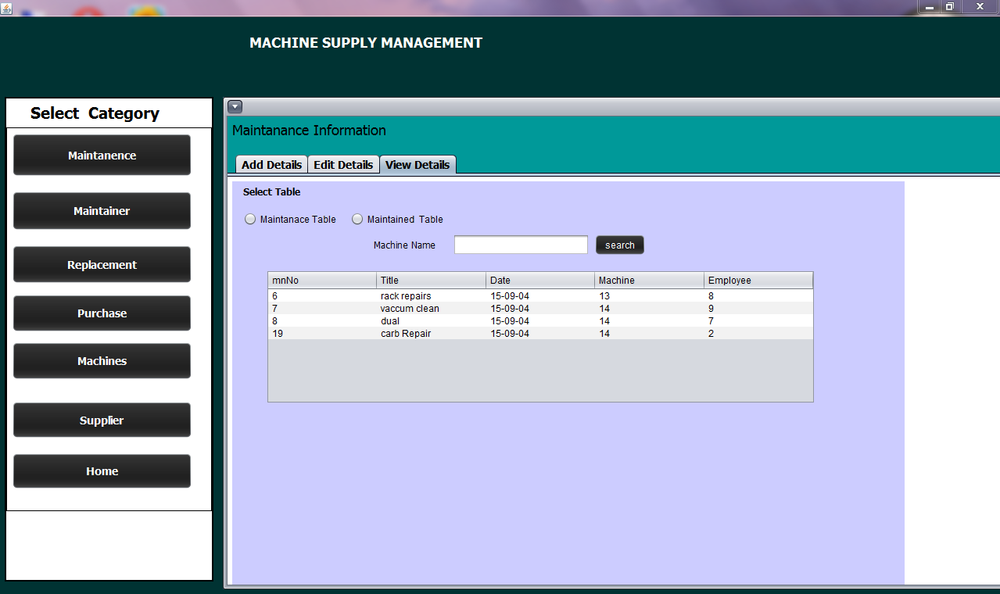 MACHINE SUPPLY MANAGEMENT
Select Category
Maintanence
Maintainer
Replacement
Purchase
Machines
Supplier
Home
Maintanance Information
Add Details Edit Details View Details
Select Table
Maintanace Table Maintained Table
Machine Name search
mnNo Title Date Machine Employee
6 rack repairs 15-09-04 13 8
7 vaccum clean 15-09-04 14 9
8 dual 15-09-04 14 7
19 carb Repair 15-09-04 14 2